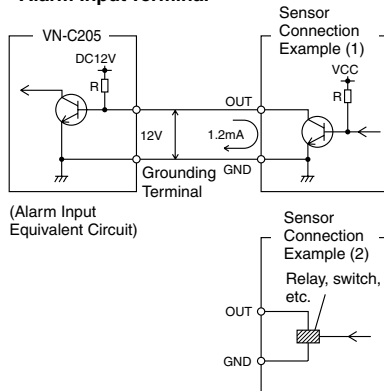 Alarm Input Terminal
VN-C205
DC12V
R
12V
Grounding
Terminal
(Alarm Input
Equivalent Circuit)
Sensor
Connection
Example (1)
VCC
R
OUT
1.2mA
GND
Sensor
Connection
Example (2)
Relay, switch,
etc.
OUT
GND